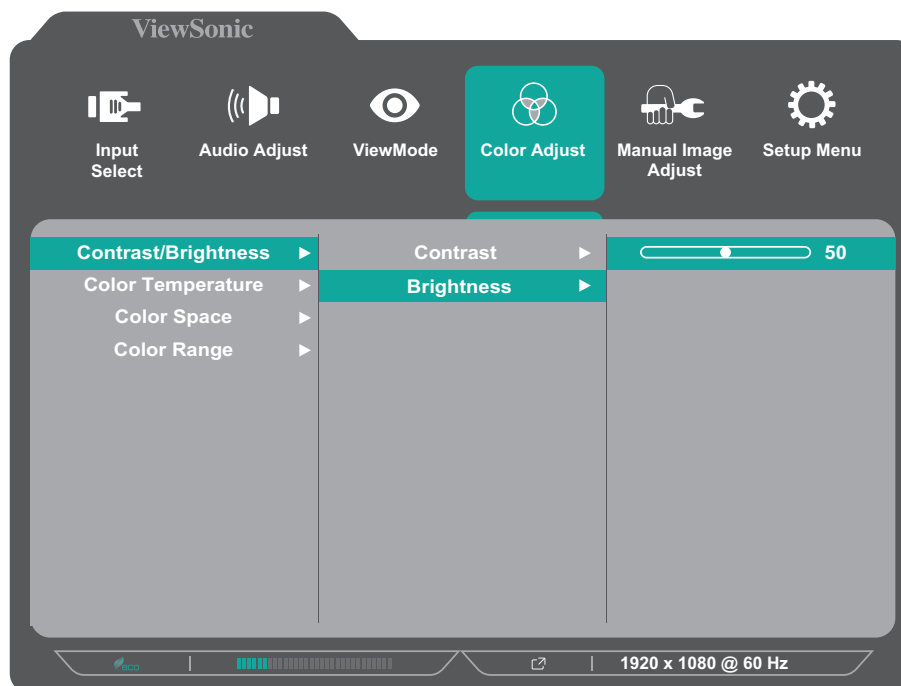 ViewSonic
Input
Select
Audio Adjust
ViewMode
Color Adjust
Manual Image
Adjust
Setup Menu
Contrast/Brightness
Contrast
50
Color Temperature
Brightness
Color Space
Color Range
eco
1920 x 1080 @ 60 Hz